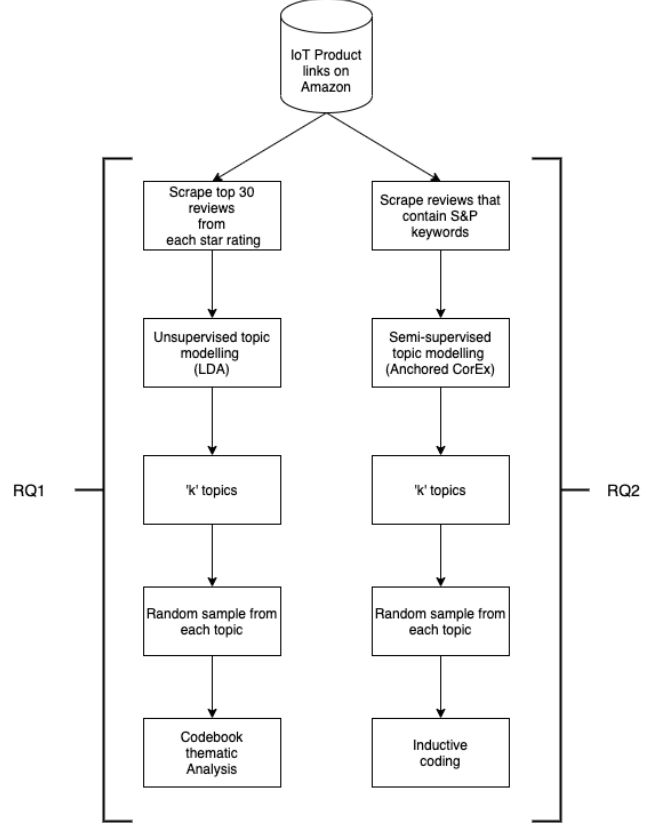 IoT Product
links on
Amazon
Scrape top 30
reviews
from
each star rating
Scrape reviews that
contain S&P
keywords
Unsupervised topic
modelling
(LDA)
Semi-supervised
topic modelling
(Anchored CorEx)
RQ1
'k' topics
'k' topics
RQ2
Random sample from
each topic
Random sample from
each topic
Codebook
thematic
Analysis
Inductive
coding